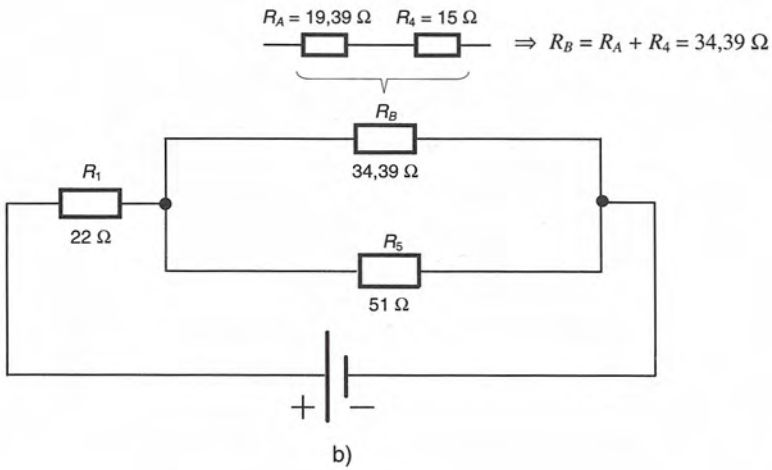 R_A = 19,39 Ω R_4 = 15 Ω ⇒ R_B = R_A + R_4 = 34,39 Ω
R_B
34,39 Ω
R_1
22 Ω
R_5
51 Ω
+ −
b)